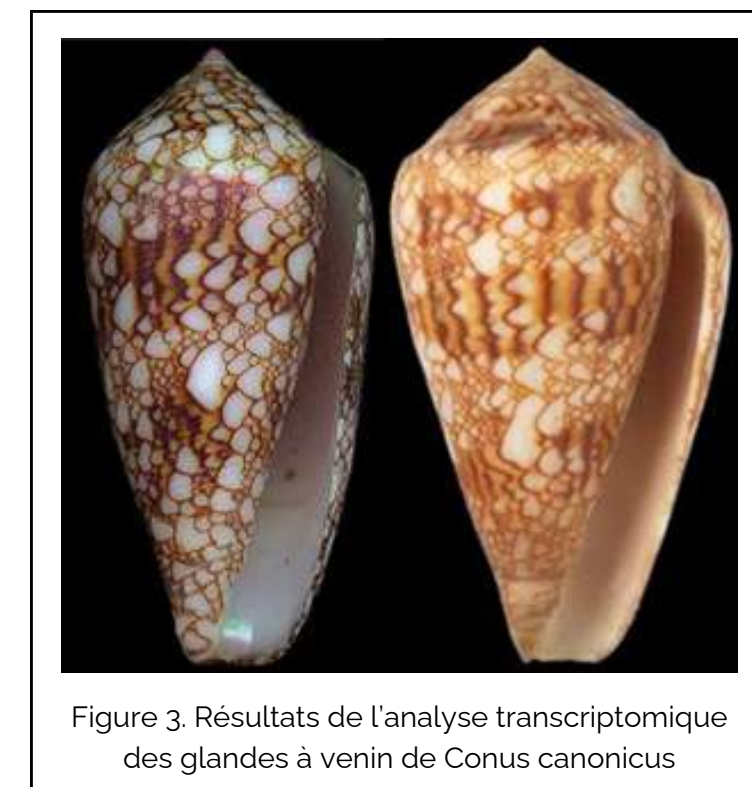 Figure 3. Résultats de l'analyse transcriptomique
des glandes à venin de Conus canonicus